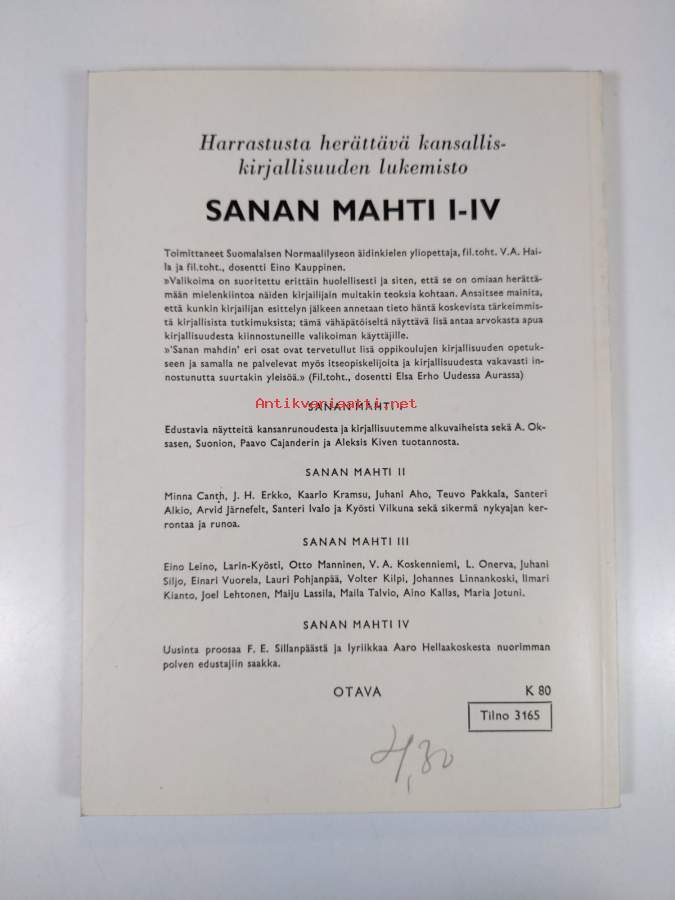 Harrastusta herättävä kansallis-
kirjallisuuden lukemisto
SANAN MAHTI I-IV
Toimittaneet Suomalaisen Normaalilyseon äidinkielen yliopettaja, fil.toht. V.A. Hai-
la ja fil.toht., dosentti Eino Kauppinen.
»Valikoima on suoritettu erittäin huolellisesti ja siten, että se on omiaan herättä-
mään mielenkiintoa näiden kirjailijain muitakin teoksia kohtaan. Ansaitsee mainita,
että kunkin kirjailijan esittelyn jälkeen annetaan tieto häntä koskevista tärkeimmis-
tä kirjallisista tutkimuksista; tämä vähäpätöiseltä näyttävä lisä antaa arvokasta apua
kirjallisuudesta kiinnostuneille valikoiman käyttäjille.
»'Sanan mahdin' eri osat ovat tervetullut lisä oppikoulujen kirjallisuuden opetuk-
seen ja samalla ne palvelevat myös itseopiskelijoita ja kirjallisuudesta vakavasti in-
nostunutta suurtakin yleisöä.» (Fil.toht., dosentti Elsa Erho Uudessa Aurassa)
Antikvariaatti.net
SANAN MAHTI I
Edustavia näytteitä kansanrunoudesta ja kirjallisuutemme alkuvaiheista sekä A. Ok-
sasen, Suonion, Paavo Cajanderin ja Aleksis Kiven tuotannosta.
SANAN MAHTI II
Minna Canth, J. H. Erkko, Kaarlo Kramsu, Juhani Aho, Teuvo Pakkala, Santeri
Alkio, Arvid Järnefelt, Santeri Ivalo ja Kyösti Vilkuna sekä sikermä nykyajan ker-
rontaa ja runoa.
SANAN MAHTI III
Eino Leino, Larin-Kyösti, Otto Manninen, V. A. Koskenniemi, L. Onerva, Juhani
Siljo, Einari Vuorela, Lauri Pohjanpää, Volter Kilpi, Johannes Linnankoski, Ilmari
Kianto, Joel Lehtonen, Maiju Lassila, Maila Talvio, Aino Kallas, Maria Jotuni.
SANAN MAHTI IV
Uusinta proosaa F. E. Sillanpäästä ja lyriikkaa Aaro Hellaakoskesta nuorimman
polven edustajiin saakka.
OTAVA K 80
Tilno 3165
4,80